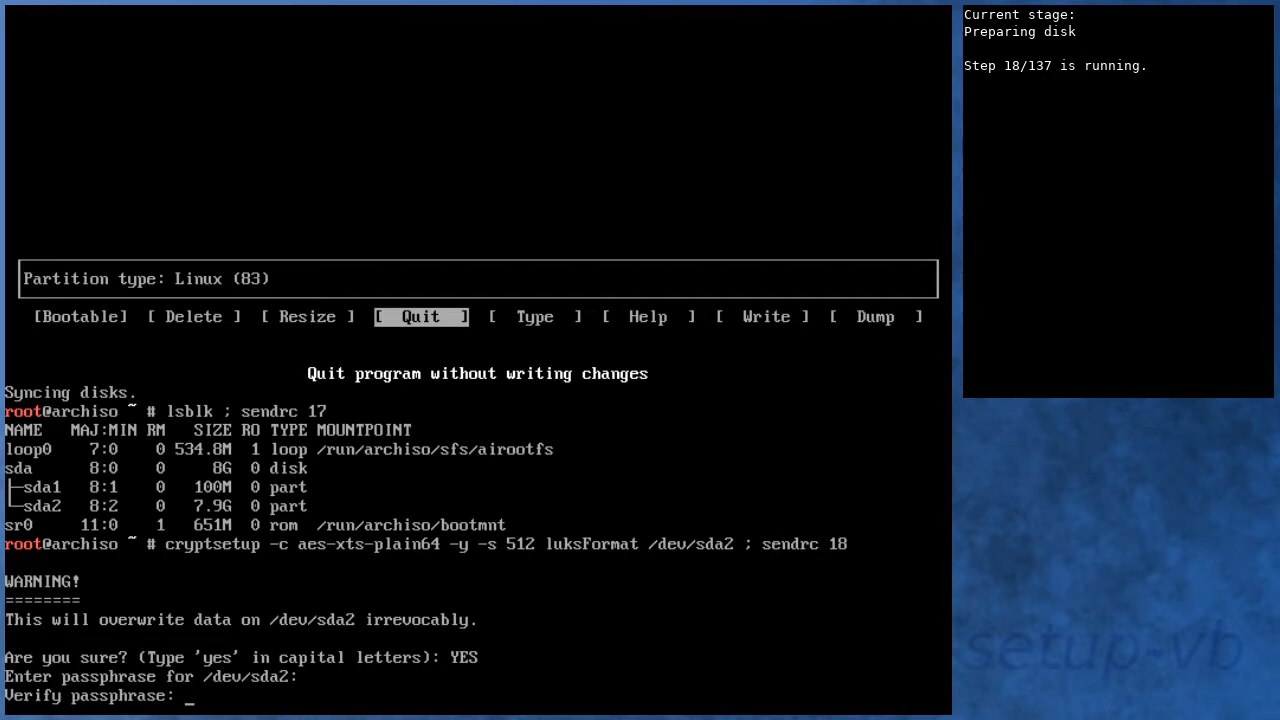 Partition type: Linux (83)
[Bootable]  [ Delete ]  [ Resize ]  [  Quit  ]  [  Type  ]  [  Help  ]  [  Write ]  [  Dump  ]
Quit program without writing changes
Syncing disks.
root@archiso ~ # lsblk ; sendrc 17
NAME   MAJ:MIN RM   SIZE RO TYPE MOUNTPOINT
loop0    7:0    0 534.8M  1 loop /run/archiso/sfs/airootfs
sda      8:0    0     8G  0 disk
├─sda1   8:1    0   100M  0 part
└─sda2   8:2    0   7.9G  0 part
sr0     11:0    1   651M  0 rom  /run/archiso/bootmnt
root@archiso ~ # cryptsetup -c aes-xts-plain64 -y -s 512 luksFormat /dev/sda2 ; sendrc 18
WARNING!
========
This will overwrite data on /dev/sda2 irrevocably.
Are you sure? (Type 'yes' in capital letters): YES
Enter passphrase for /dev/sda2:
Verify passphrase: _
Current stage:
Preparing disk
Step 18/137 is running.
setup-vb